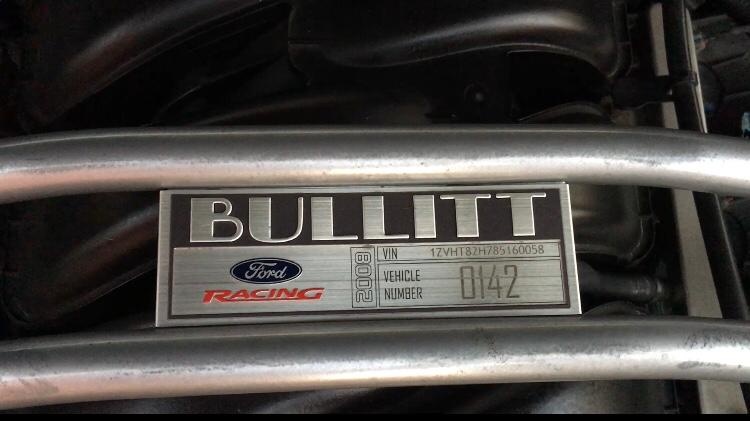 BULLITT
Ford
RACING
2008
VIN 1ZVHT82H785160058
VEHICLE NUMBER 0142